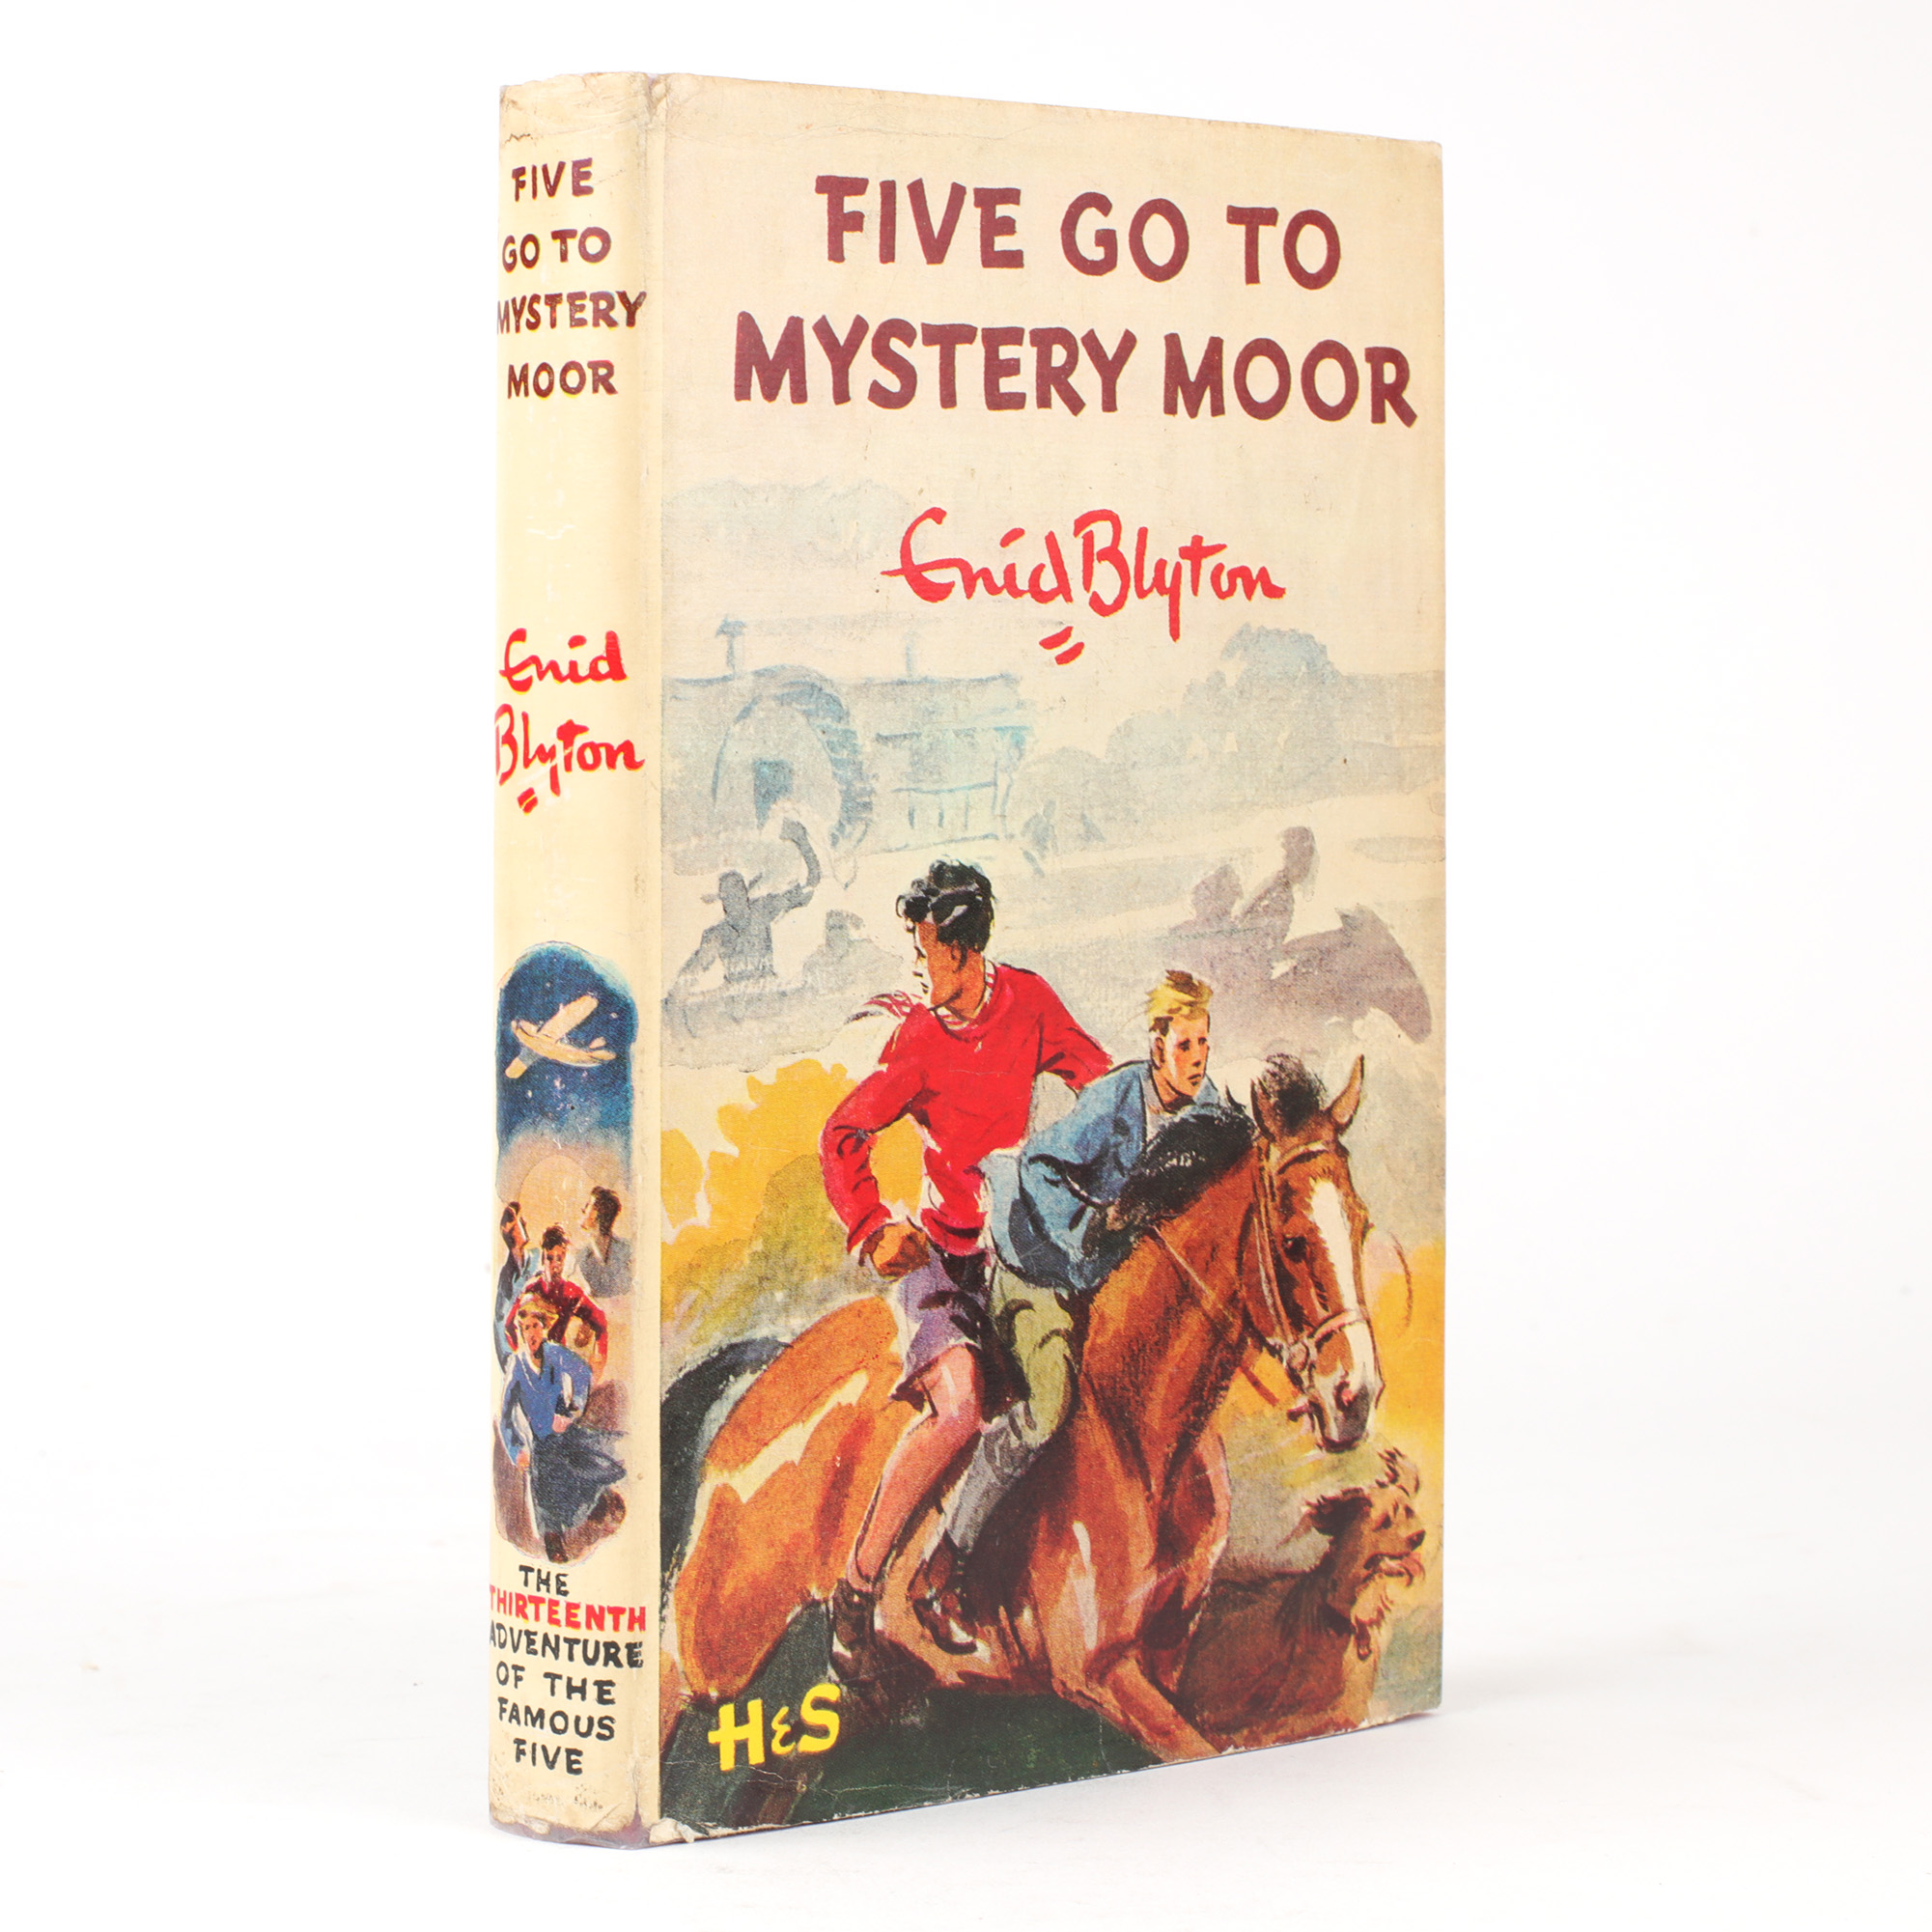 FIVE
GO TO
MYSTERY
MOOR
Enid
Blyton
THE
THIRTEENTH
ADVENTURE
OF THE
FAMOUS
FIVE
FIVE GO TO
MYSTERY MOOR
Enid Blyton
H&S